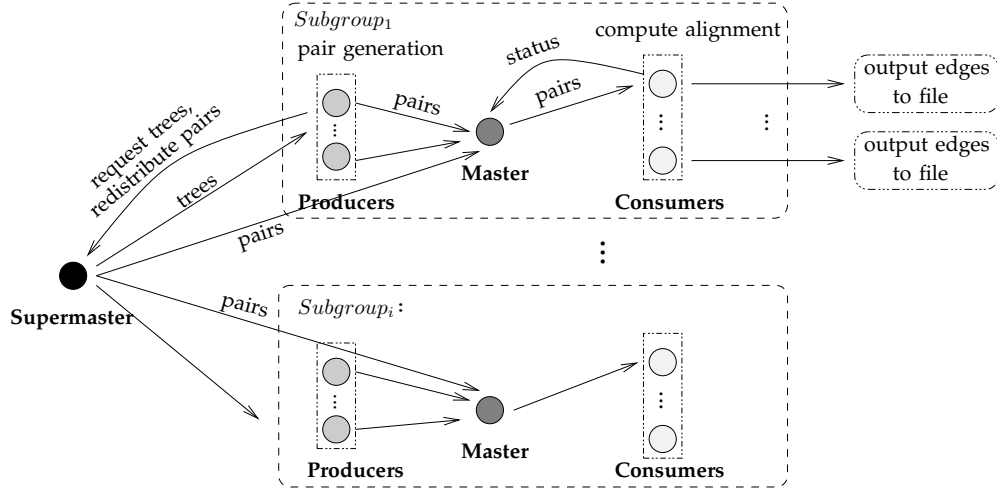 Subgroup₁
pair generation
status
compute alignment
pairs
pairs
output edges
to file
...
...
...
...
request trees,
redistribute pairs
trees
Master
output edges
to file
Producers
Consumers
pairs
...
Supermaster
pairs
Subgroupᵢ:
...
...
Master
Producers
Consumers